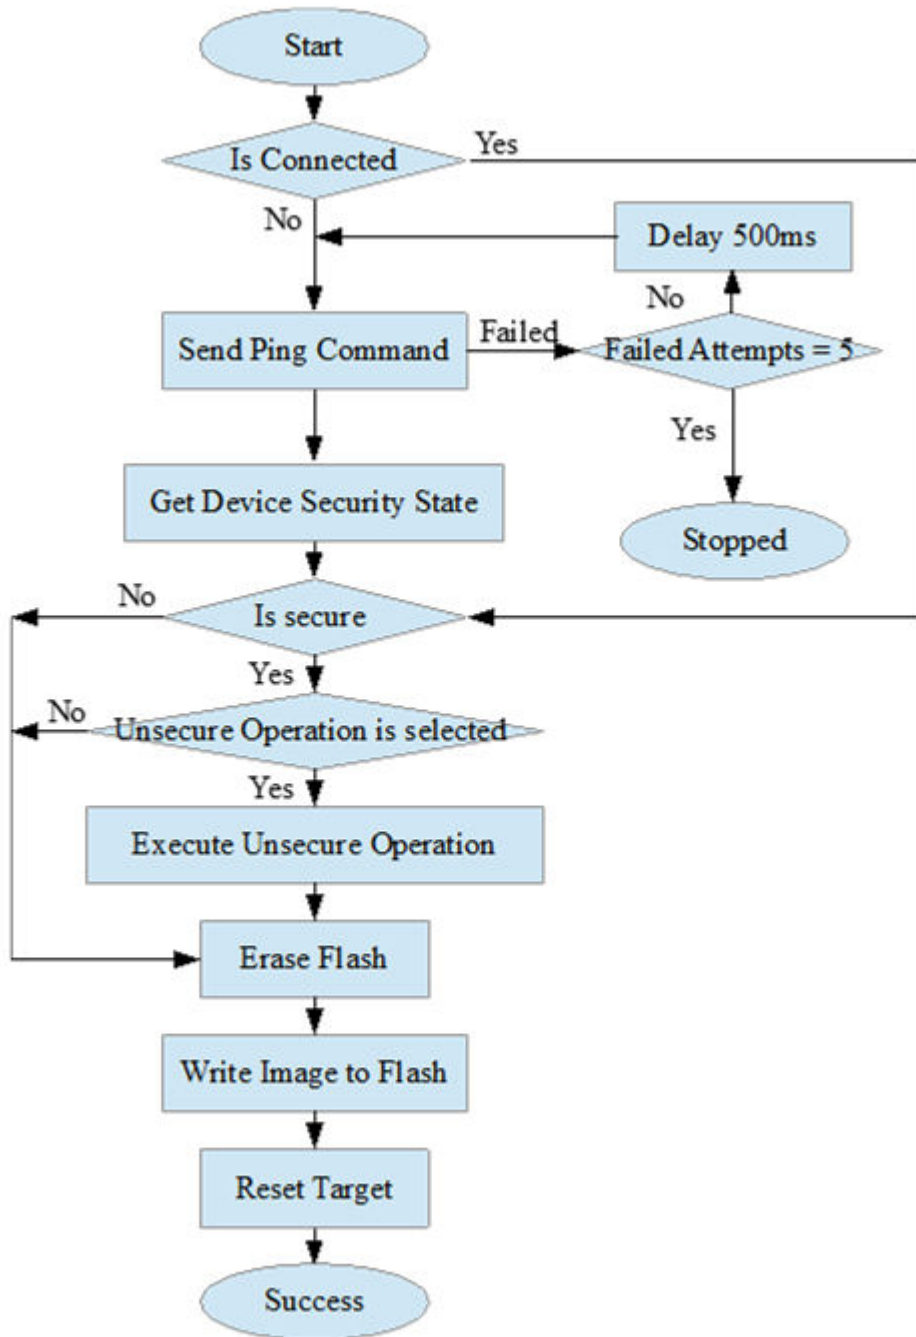 Start
Is Connected
Yes
No
Delay 500ms
No
Send Ping Command
Failed
Failed Attempts = 5
Yes
Get Device Security State
Stopped
No
Is secure
Yes
No
Unsecure Operation is selected
Yes
Execute Unsecure Operation
Erase Flash
Write Image to Flash
Reset Target
Success